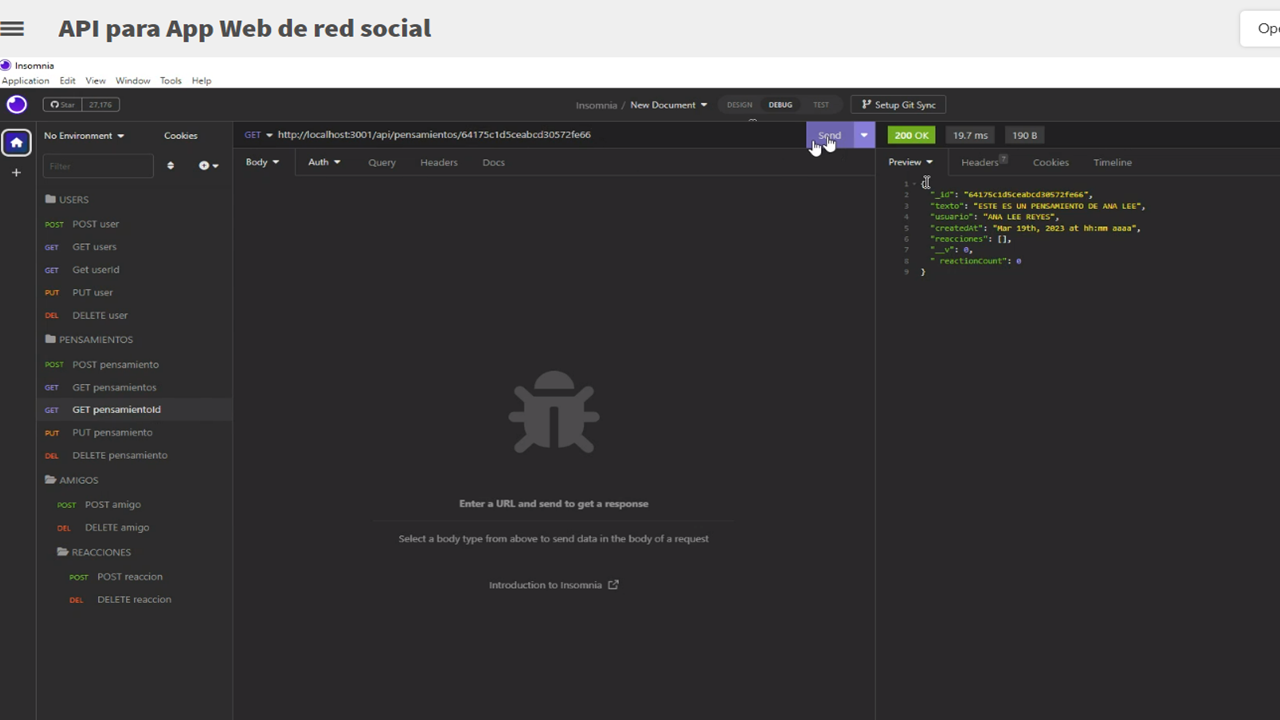 API para App Web de red social
Ope
Insomnia
Application Edit View Window Tools Help
Star 27,176
Insomnia / New Document
DESIGN DEBUG TEST
Setup Git Sync
No Environment
Cookies
GET http://localhost:3001/api/pensamientos/64175c1d5ceabcd30572fe66
Send
200 OK 19.7 ms 190 B
Filter
Body Auth Query Headers Docs
Preview Headers 7 Cookies Timeline
USERS
POST POST user
GET GET users
GET Get userid
PUT PUT user
DEL DELETE user
PENSAMIENTOS
POST POST pensamiento
GET GET pensamientos
GET GET pensamientoId
PUT PUT pensamiento
DEL DELETE pensamiento
AMIGOS
POST POST amigo
DEL DELETE amigo
REACCIONES
POST POST reaccion
DEL DELETE reaccion
Enter a URL and send to get a response
Select a body type from above to send data in the body of a request
Introduction to Insomnia
1 {
2 "_id": "64175c1d5ceabcd30572fe66",
3 "texto": "ESTE ES UN PENSAMIENTO DE ANA LEE",
4 "usuario": "ANA LEE REYES",
5 "createdAt": "Mar 19th, 2023 at hh:mm aaaa",
6 "reacciones": [],
7 "__v": 0,
8 " reactionCount": 0
9 }